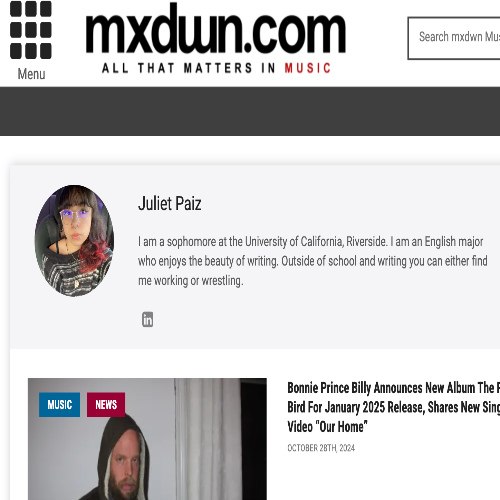 mxdwn.com
ALL THAT MATTERS IN MUSIC
Menu
Search mxdwn Mus
Juliet Paiz
I am a sophomore at the University of California, Riverside. I am an English major
who enjoys the beauty of writing. Outside of school and writing you can either find
me working or wrestling.
in
MUSIC
NEWS
Bonnie Prince Billy Announces New Album The
Bird For January 2025 Release, Shares New Sing
Video “Our Home”
OCTOBER 28TH, 2024